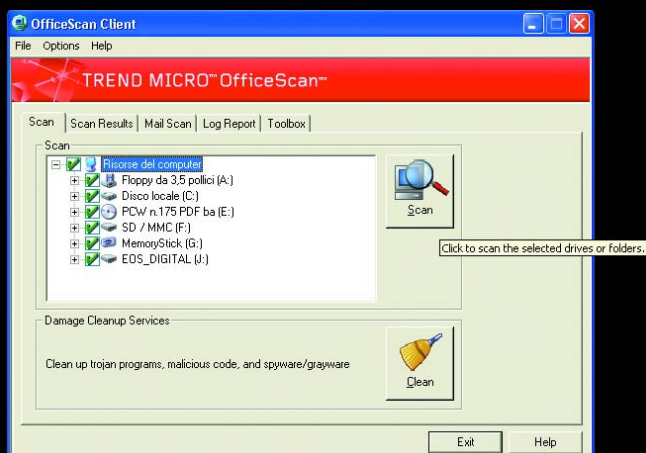 OfficeScan Client
File Options Help
TREND MICRO™ OfficeScan™
Scan Scan Results Mail Scan Log Report Toolbox
Scan
Risorse del computer
Floppy da 3,5 pollici (A:)
Disco locale (C:)
PCW n.175 PDF ba (E:)
SD / MMC (F:)
MemoryStick (G:)
EOS_DIGITAL (J:)
Scan
Click to scan the selected drives or folders.
Damage Cleanup Services
Clean up trojan programs, malicious code, and spyware/grayware
Clean
Exit Help